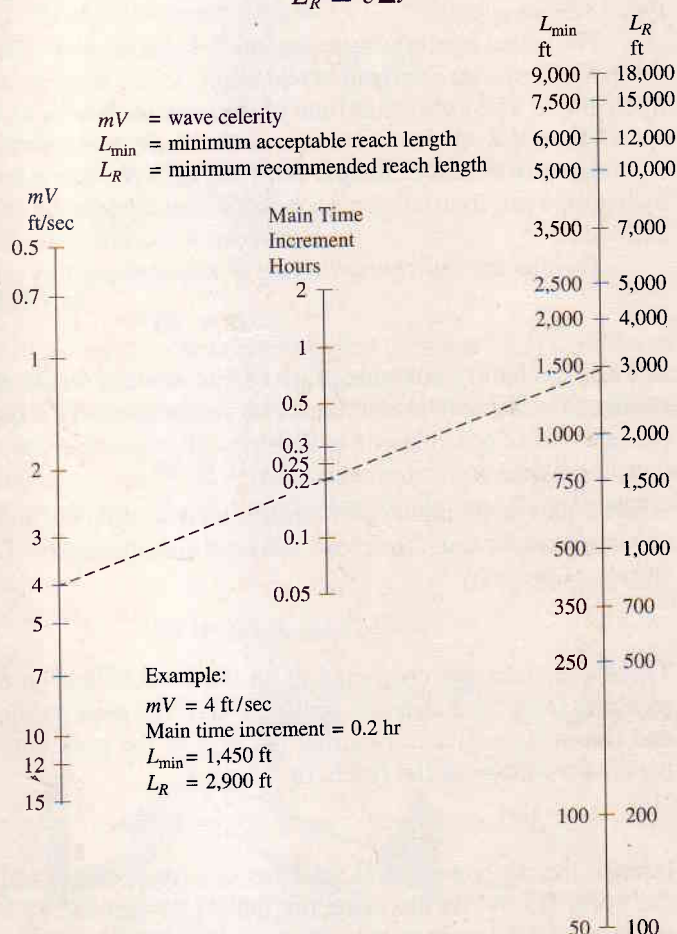 L_R = cΔt
mV = wave celerity
L_min = minimum acceptable reach length
L_R = minimum recommended reach length
mV
ft/sec
0.5
0.7
1
2
3
4
5
7
10
12
15
Main Time
Increment
Hours
2
1
0.5
0.3
0.25
0.2
0.1
0.05
L_min L_R
ft ft
9,000 18,000
7,500 15,000
6,000 12,000
5,000 10,000
3,500 7,000
2,500 5,000
2,000 4,000
1,500 3,000
1,000 2,000
750 1,500
500 1,000
350 700
250 500
100 200
50 100
Example:
mV = 4 ft/sec
Main time increment = 0.2 hr
L_min = 1,450 ft
L_R = 2,900 ft